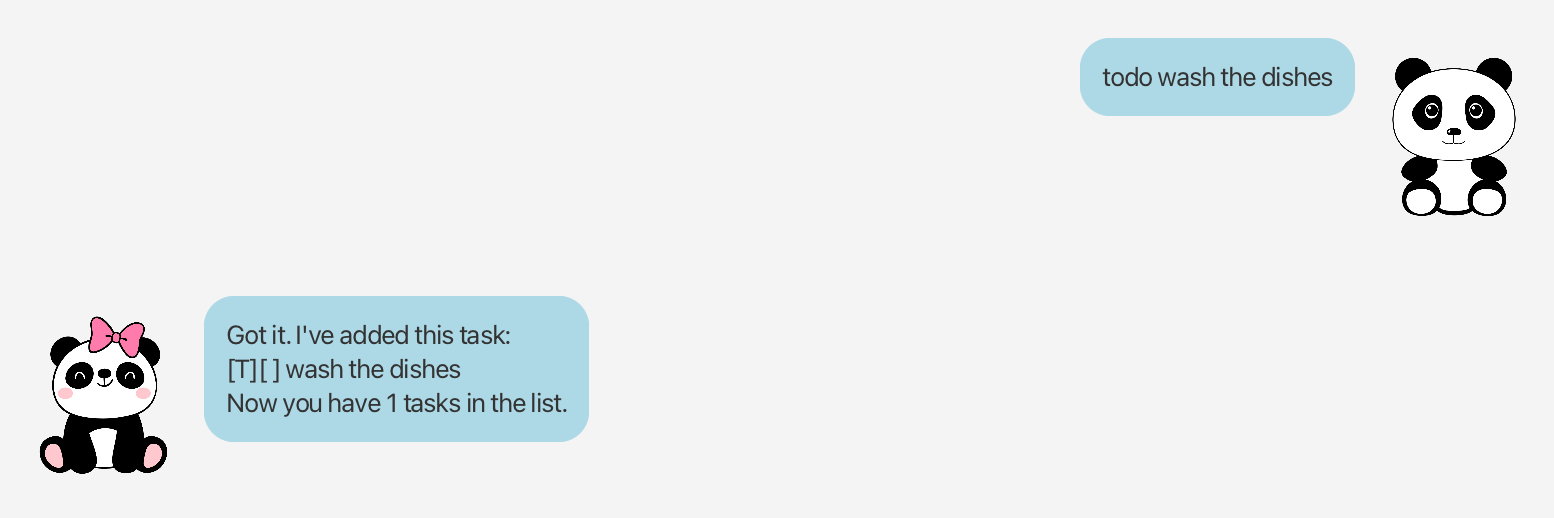 todo wash the dishes
Got it. I've added this task:
[T][ ] wash the dishes
Now you have 1 tasks in the list.